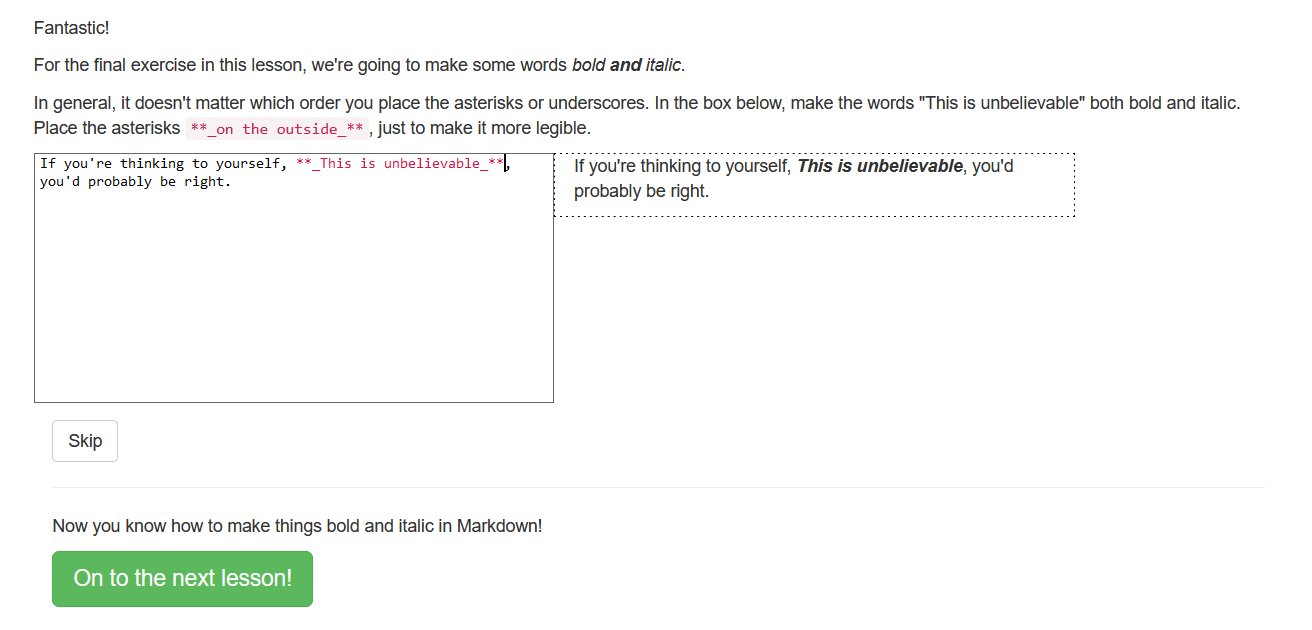 Fantastic!
For the final exercise in this lesson, we're going to make some words bold and italic.
In general, it doesn't matter which order you place the asterisks or underscores. In the box below, make the words "This is unbelievable" both bold and italic.
Place the asterisks **_on the outside_** , just to make it more legible.
If you're thinking to yourself, **_This is unbelievable_**,
you'd probably be right.
If you're thinking to yourself, This is unbelievable, you'd
probably be right.
Skip
Now you know how to make things bold and italic in Markdown!
On to the next lesson!